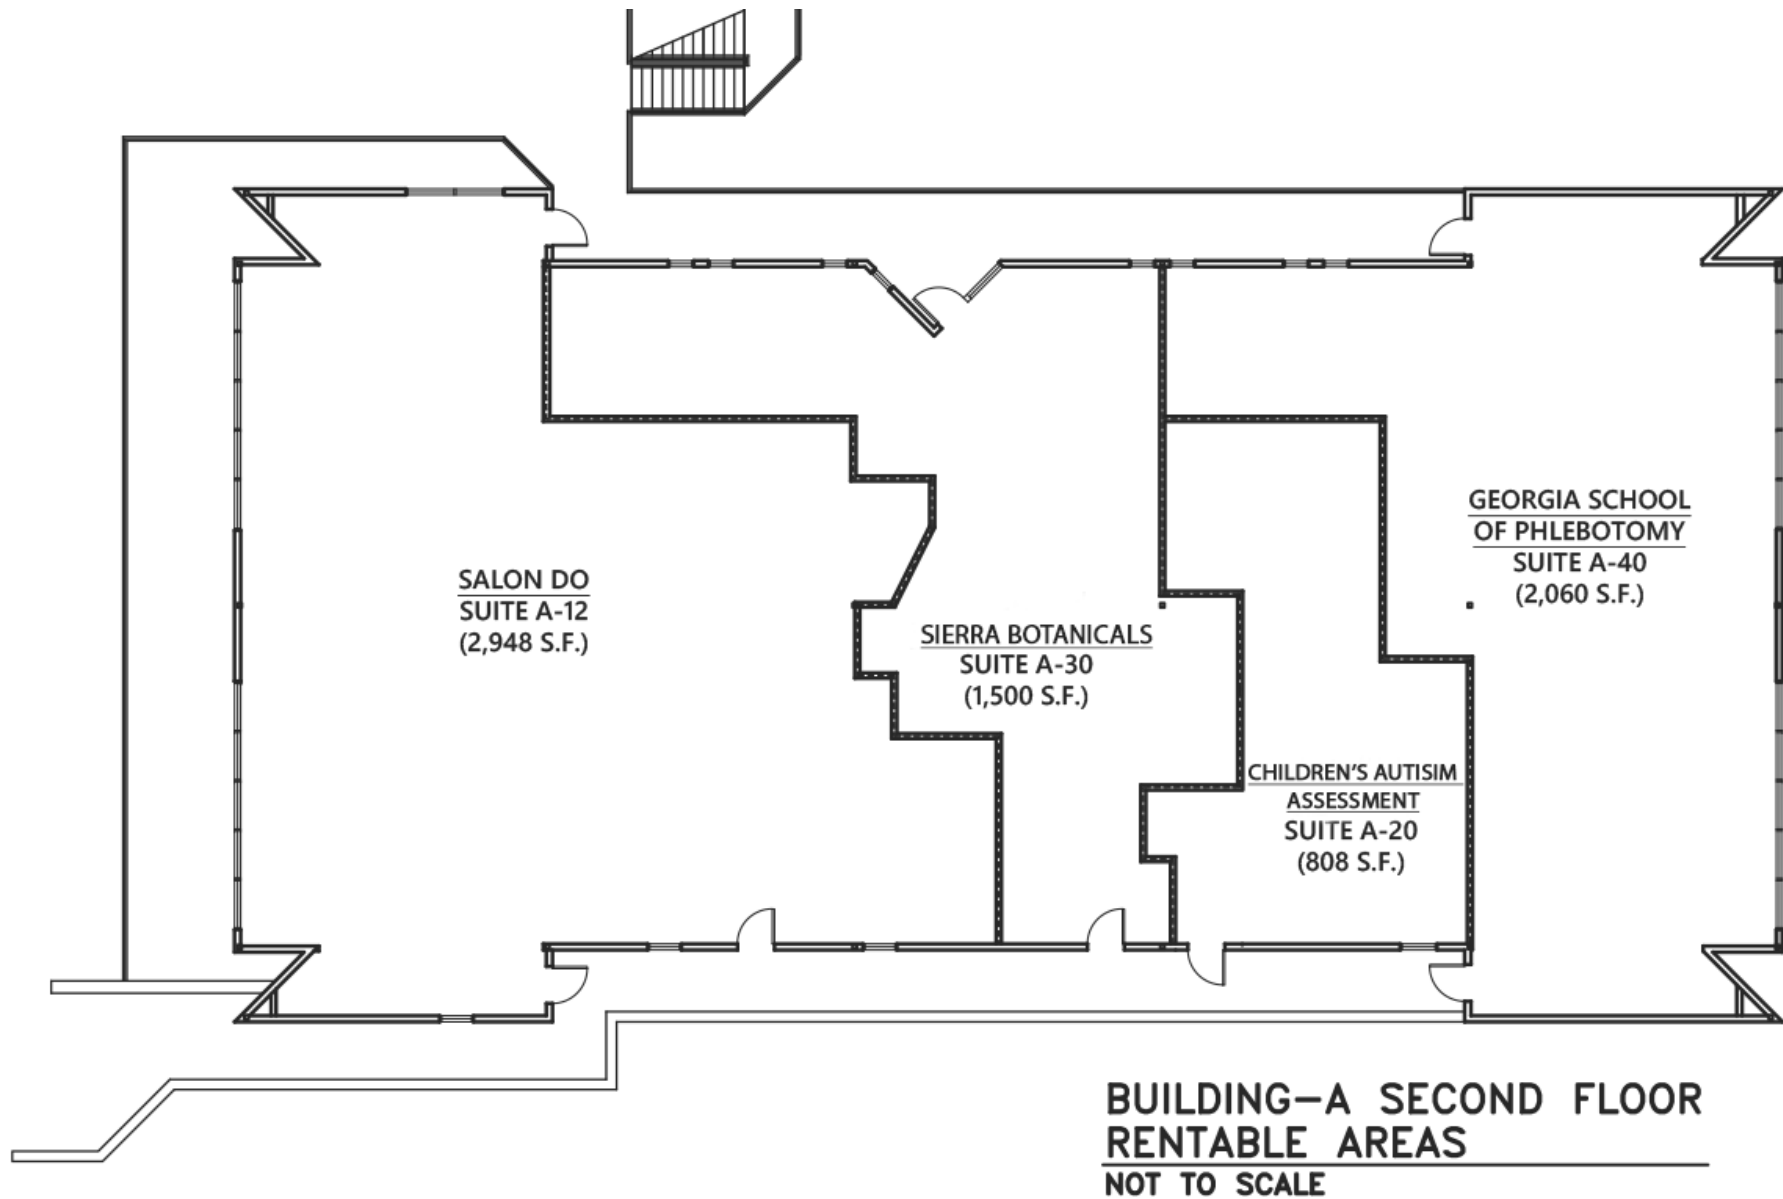 SALON DO
SUITE A-12
(2,948 S.F.)
SIERRA BOTANICALS
SUITE A-30
(1,500 S.F.)
CHILDREN'S AUTISIM
ASSESSMENT
SUITE A-20
(808 S.F.)
GEORGIA SCHOOL
OF PHLEBOTOMY
SUITE A-40
(2,060 S.F.)
BUILDING-A SECOND FLOOR
RENTABLE AREAS
NOT TO SCALE